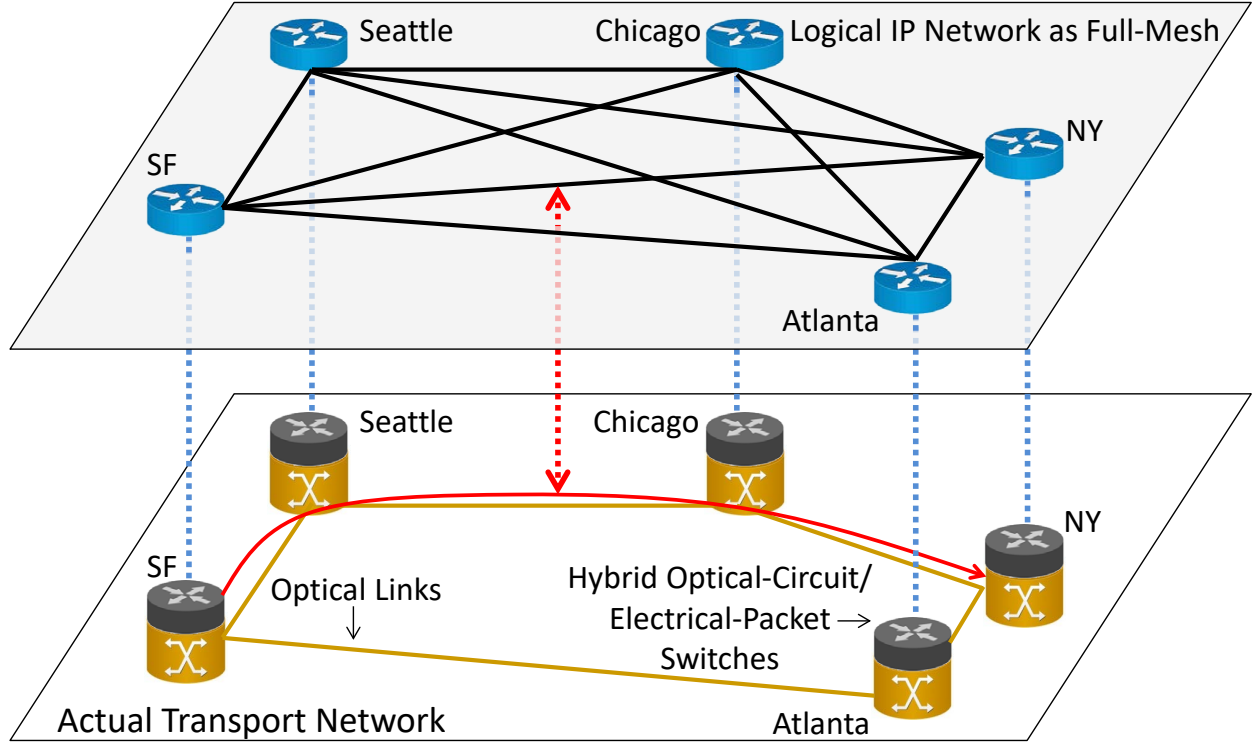 Seattle
Chicago
Logical IP Network as Full-Mesh
NY
SF
Atlanta
Seattle
Chicago
NY
SF
Optical Links
Hybrid Optical-Circuit/
Electrical-Packet
Switches
Atlanta
Actual Transport Network